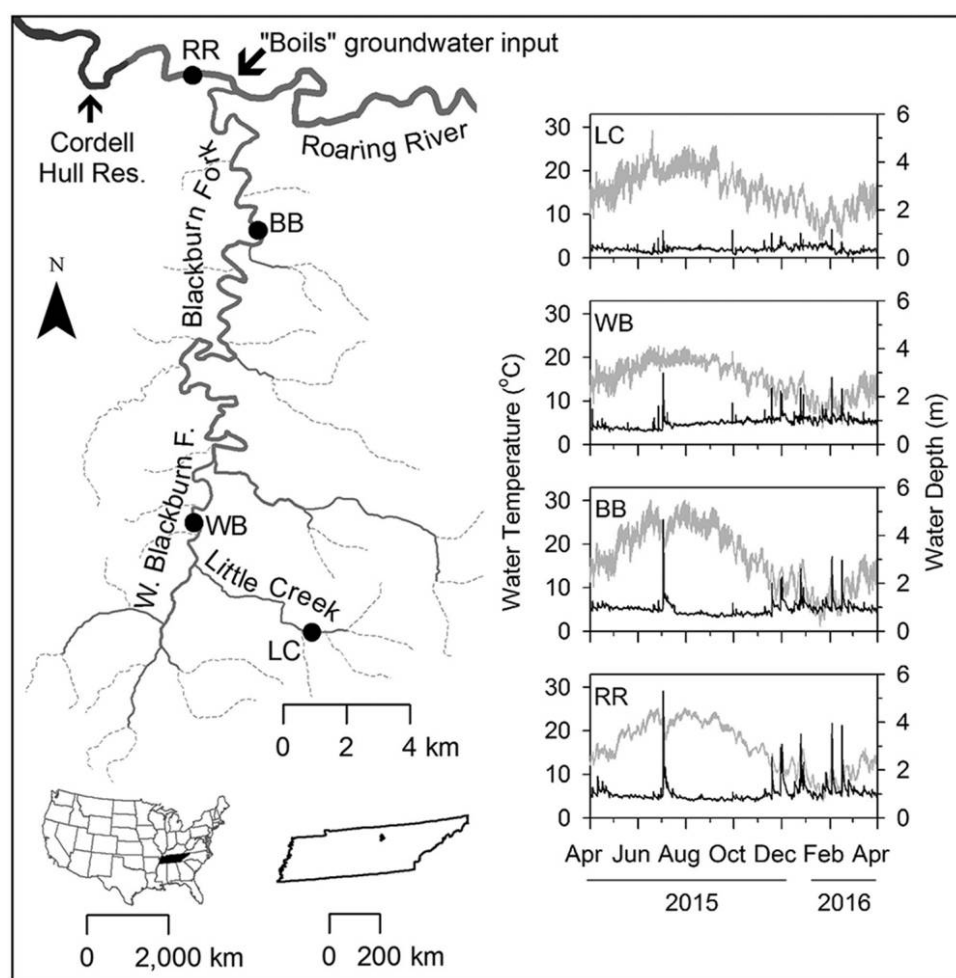 RR
"Boils" groundwater input
Cordell
Hull Res.
Roaring River
Blackburn Fork
BB
N
W. Blackburn F.
WB
Little Creek
LC
0 2 4 km
0 2,000 km
0 200 km
Water Temperature (°C)
Water Depth (m)
LC
30
20
10
0
6
4
2
0
WB
30
20
10
0
6
4
2
0
BB
30
20
10
0
6
4
2
0
RR
30
20
10
0
6
4
2
0
Apr Jun Aug Oct Dec Feb Apr
2015 2016